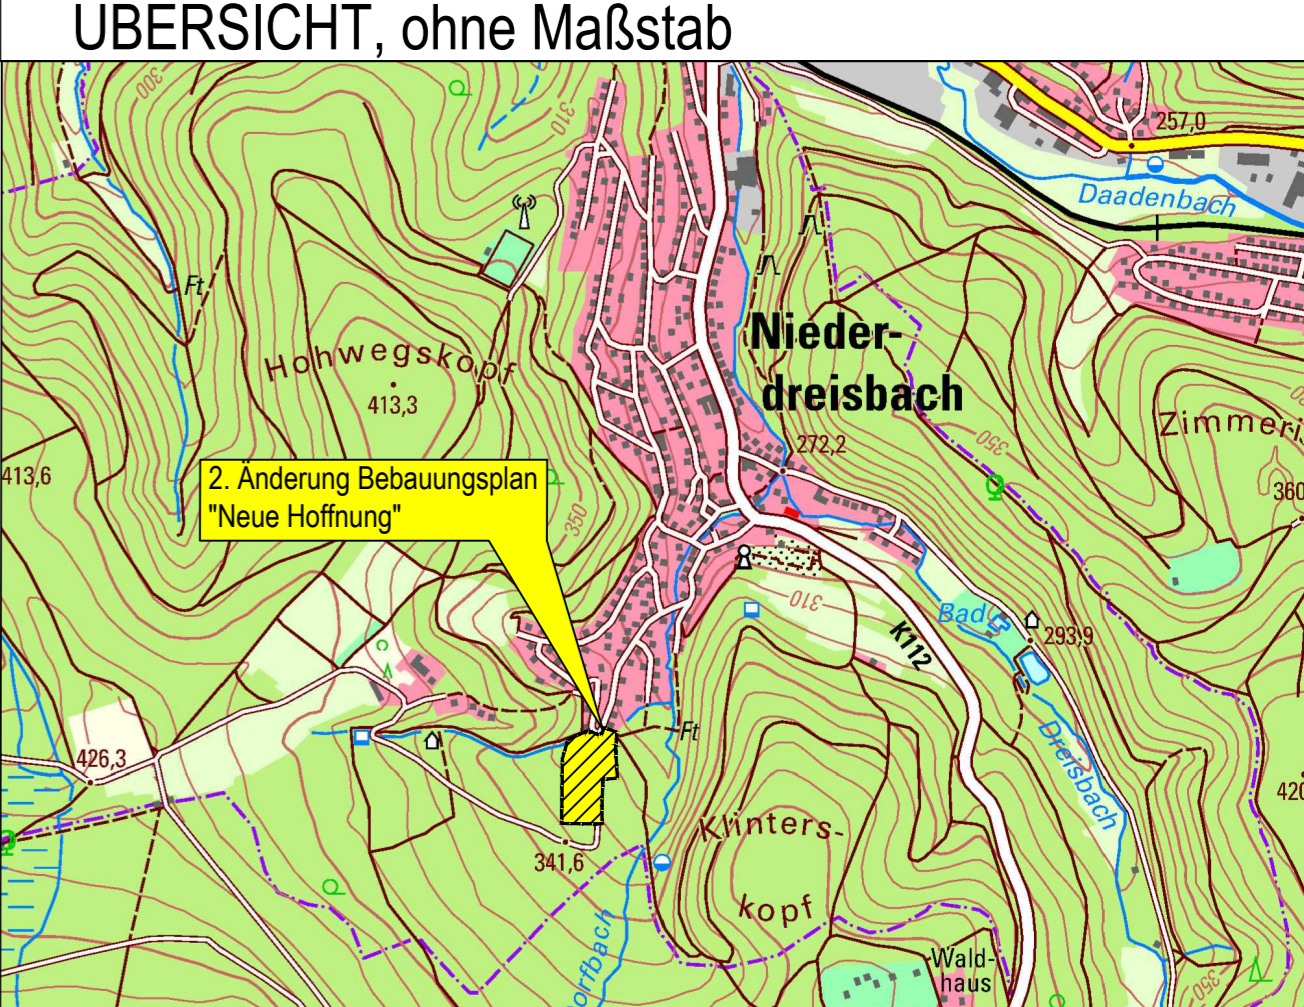 ÜBERSICHT, ohne Maßstab
300
310
257,0
Daadenbach
Ft
Hohwegskopf
413,3
Nieder-
dreisbach
272,2
350
Zimmeri
413,6
360
2. Änderung Bebauungsplan
"Neue Hoffnung"
350
310
K112
Bad
293,9
Dreisbach
426,3
Ft
420
341,6
Klinters-
kopf
orfbach
Wald-
haus
350